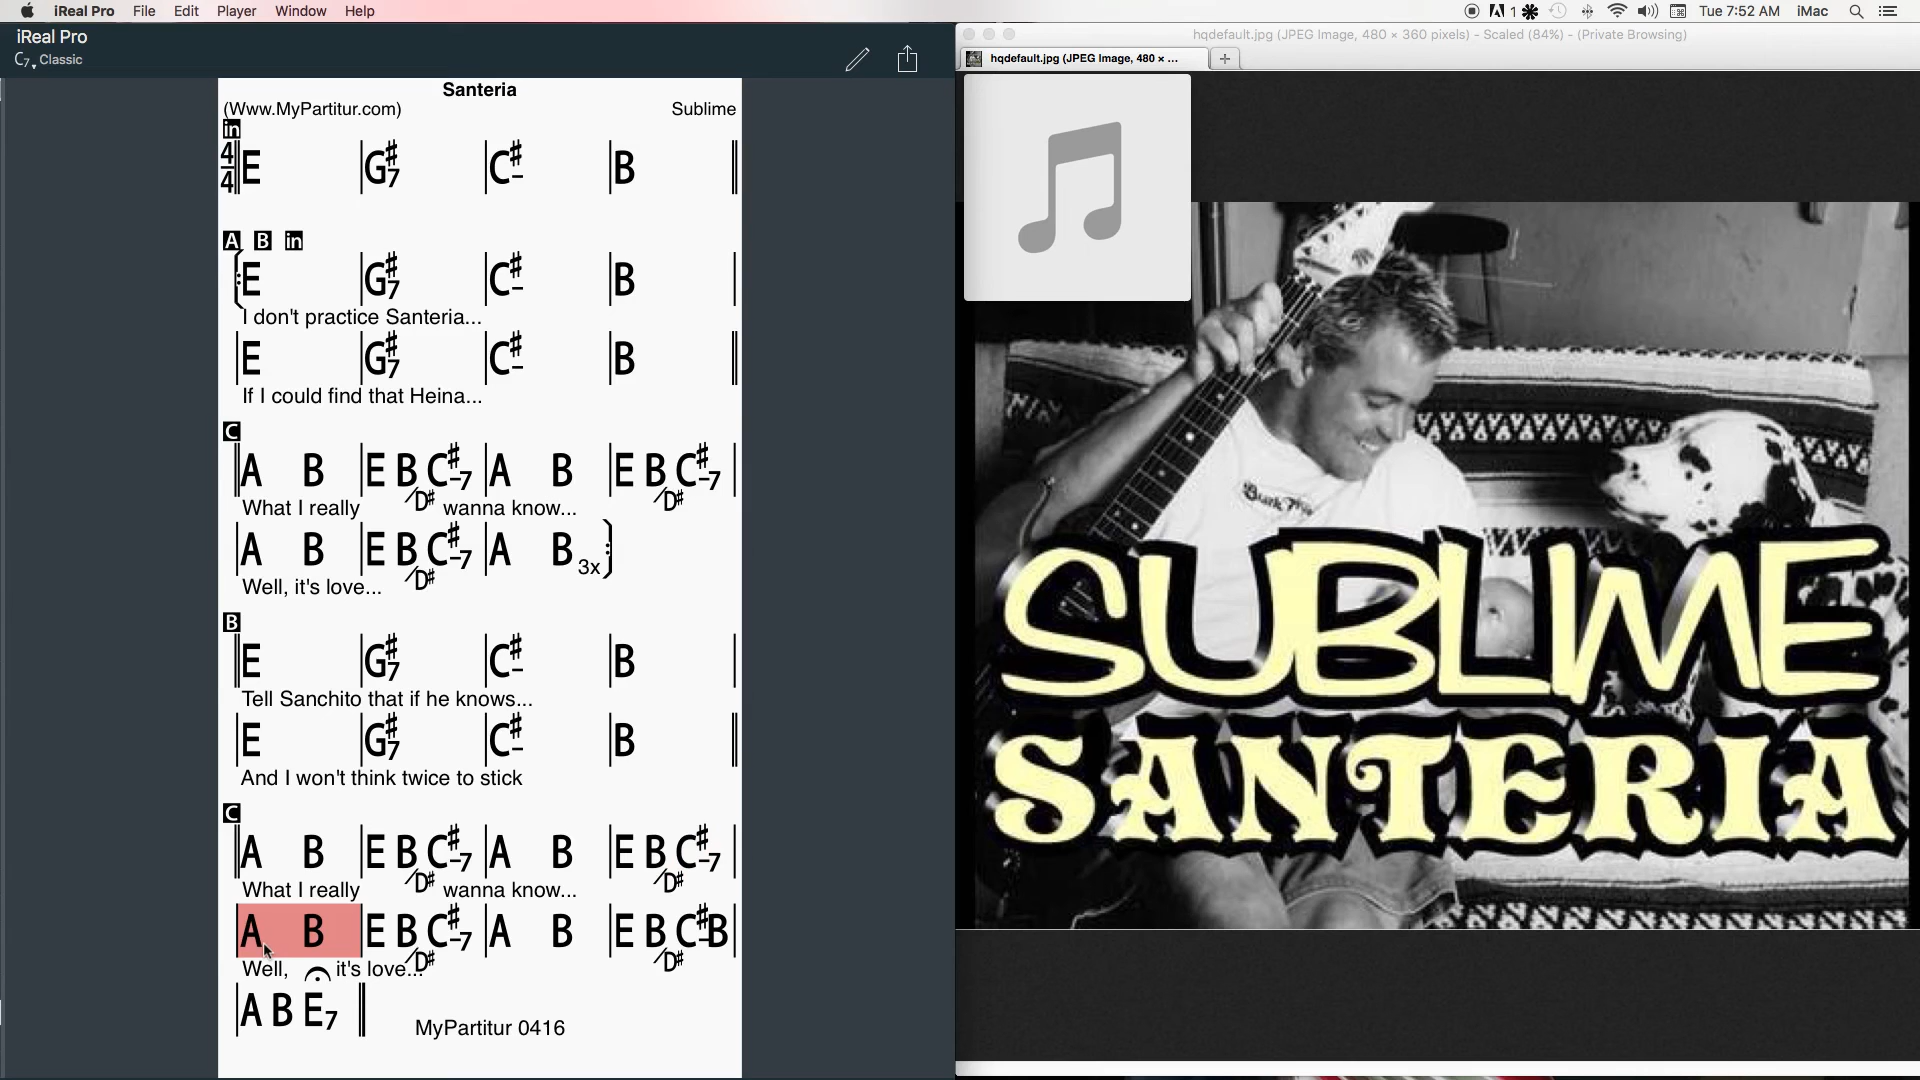 iReal Pro File Edit Player Window Help
1 Tue 7:52 AM iMac
iReal Pro
C7 Classic
hqdefault.jpg (JPEG Image, 480 × 360 pixels) - Scaled (84%) - (Private Browsing)
hqdefault.jpg (JPEG Image, 480 × ...
Santeria
(Www.MyPartitur.com) Sublime
in
4/4 E G♯7 C♯– B
A B in
E G♯7 C♯– B
I don't practice Santeria...
E G♯7 C♯– B
If I could find that Heina...
C
A B E B/D♯ C♯–7 A B E B/D♯ C♯–7
What I really wanna know...
A B E B/D♯ C♯–7 A B 3x
Well, it's love...
B
E G♯7 C♯– B
Tell Sanchito that if he knows...
E G♯7 C♯– B
And I won't think twice to stick
C
A B E B/D♯ C♯–7 A B E B/D♯ C♯–7
What I really wanna know...
A B E B/D♯ C♯–7 A B E B/D♯ C♯– B
Well, it's love...
A B E7
MyPartitur 0416
SUBLIME
SANTERIA